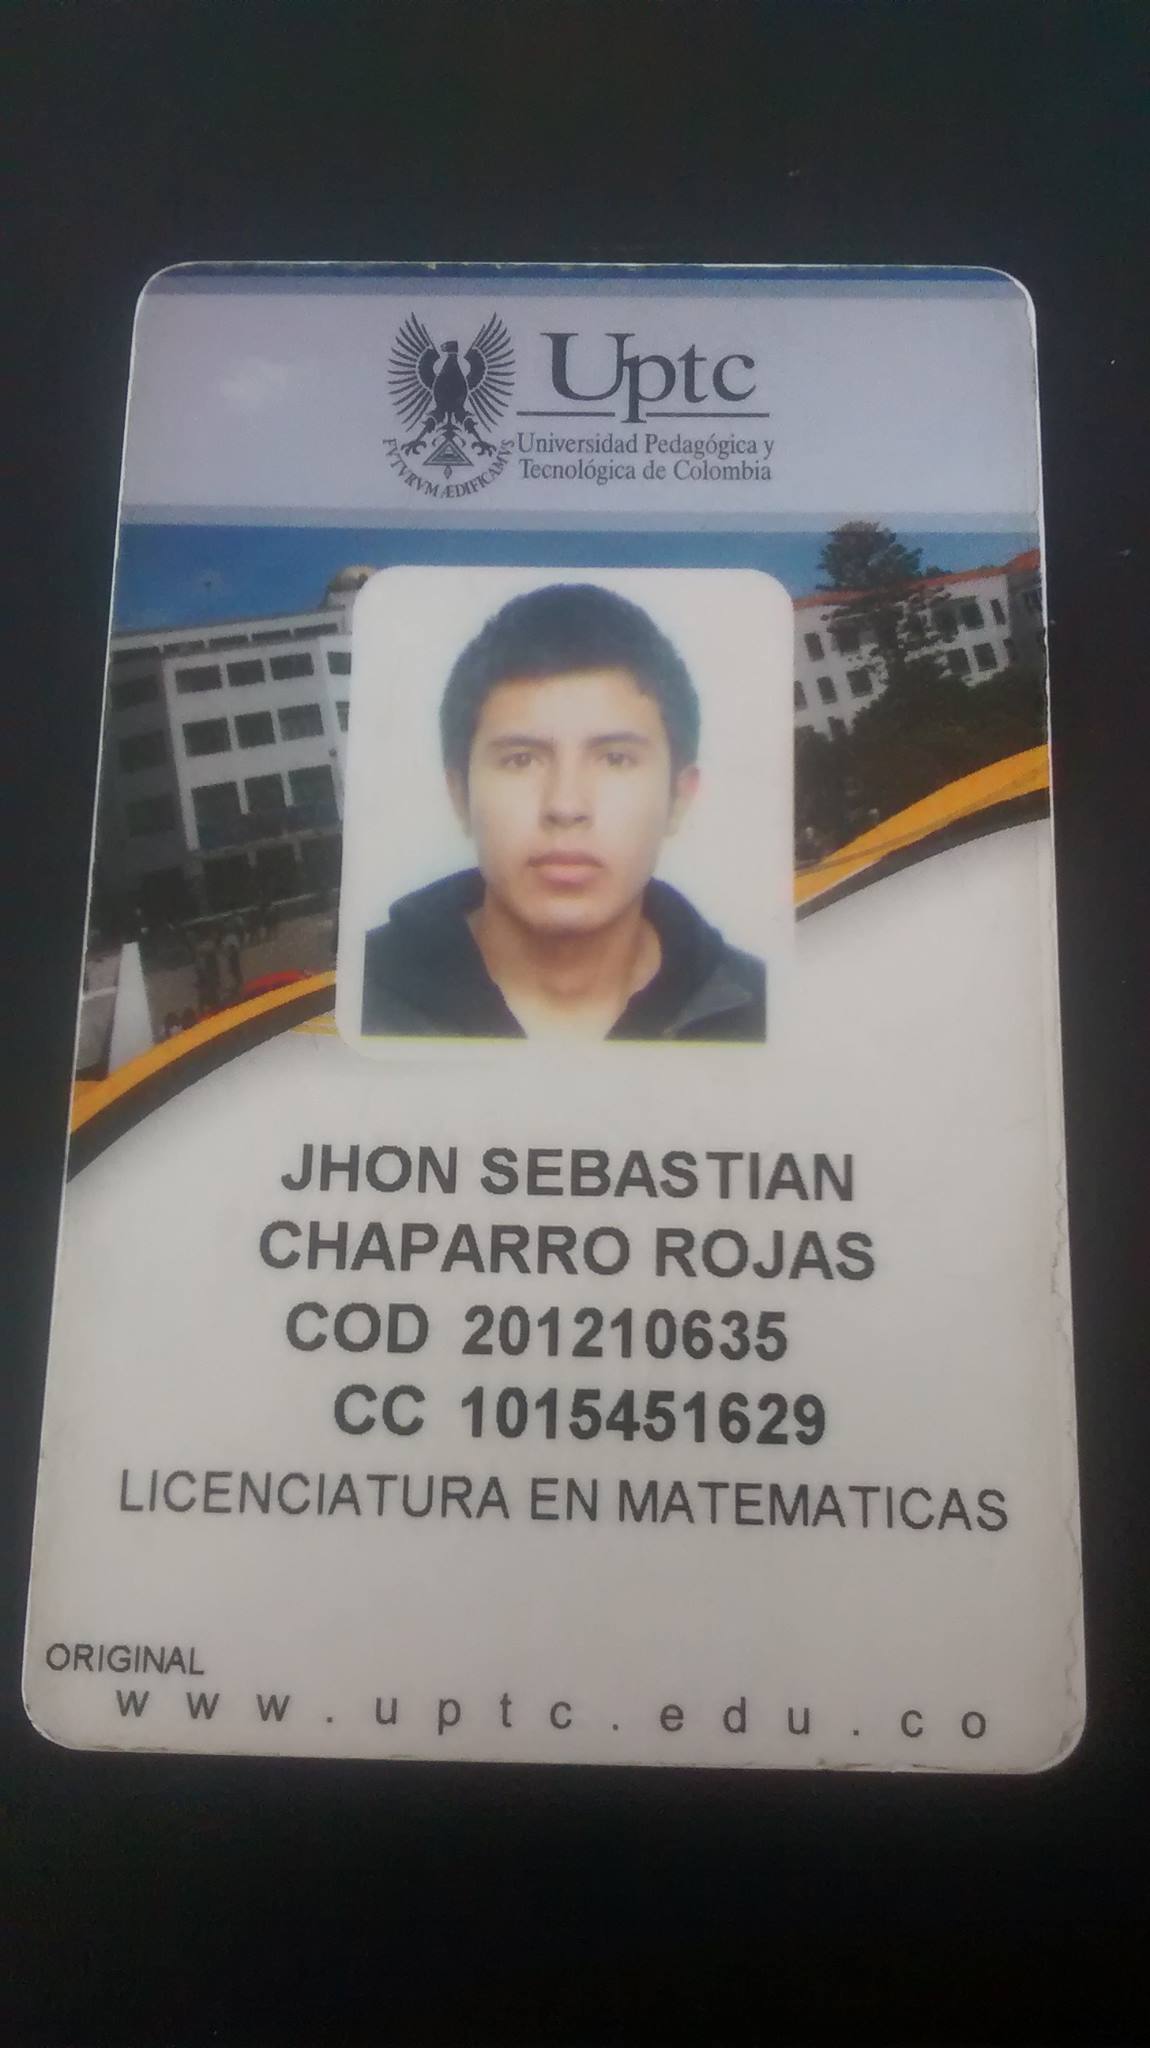 Uptc
Universidad Pedagógica y
Tecnológica de Colombia
FVTVRVM ÆDIFICAMVS
JHON SEBASTIAN
CHAPARRO ROJAS
COD 201210635
CC 1015451629
LICENCIATURA EN MATEMATICAS
ORIGINAL
www.uptc.edu.co